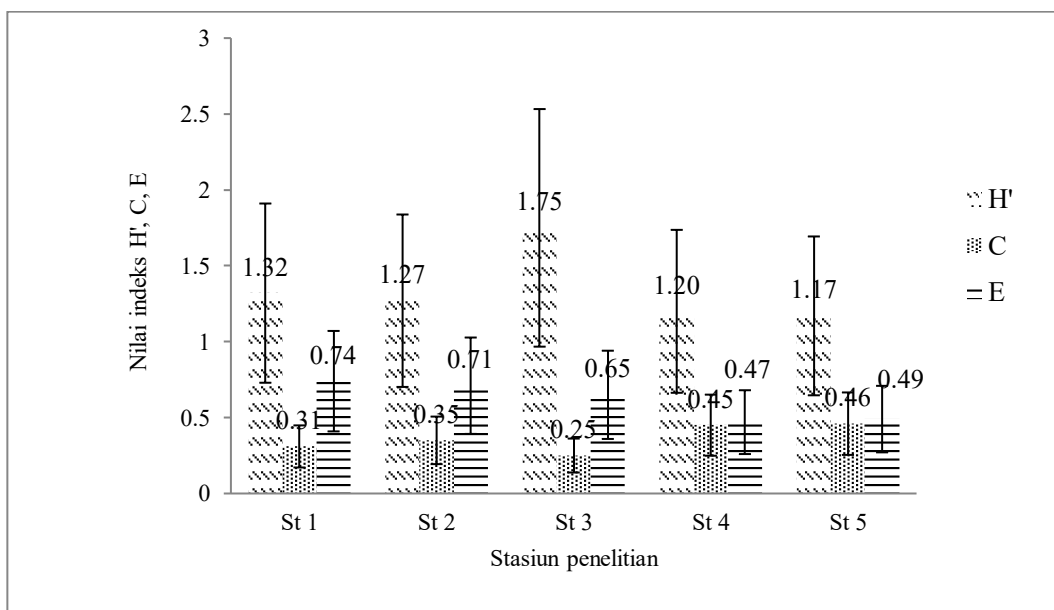 Nilai indeks H', C, E
3
2.5
2
1.5
1
0.5
0
1.32
0.31
0.74
1.27
0.35
0.71
1.75
0.25
0.65
1.20
0.45
0.47
1.17
0.46
0.49
St 1
St 2
St 3
St 4
St 5
Stasiun penelitian
H'
C
E